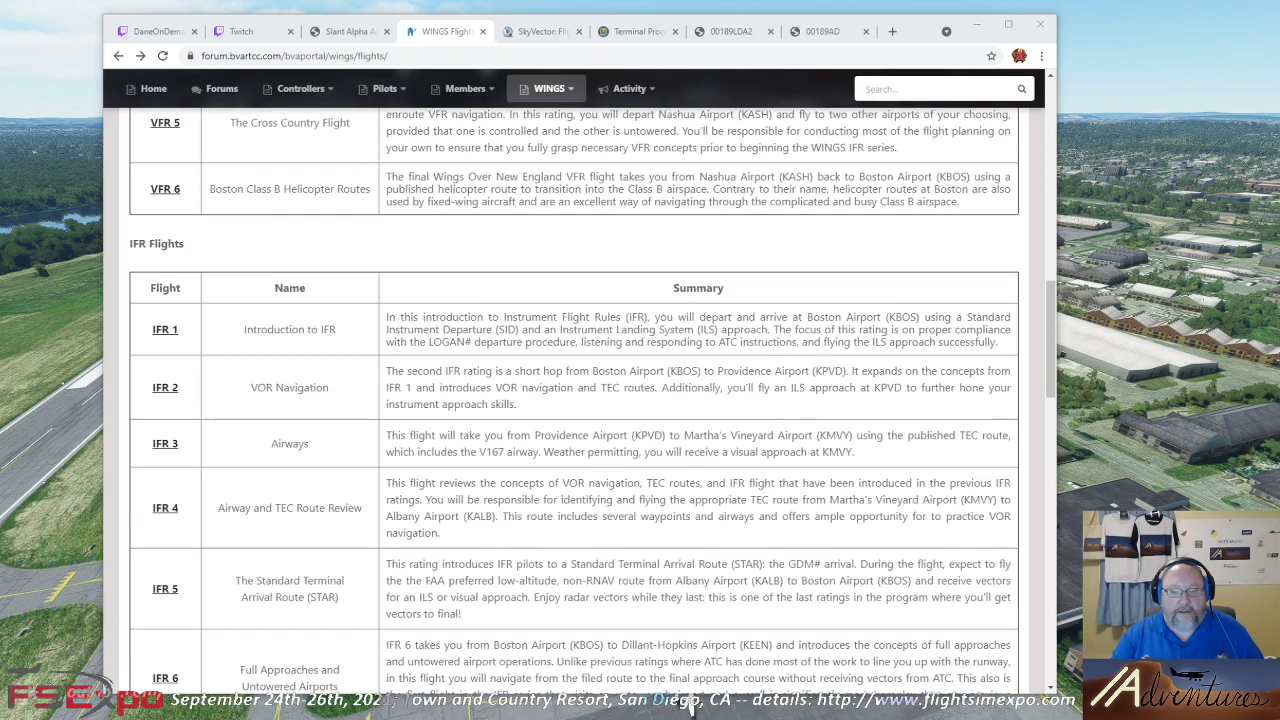 DaneOnDem
Twitch
Slant Alpha A
WINGS Flight
SkyVector: Flig
Terminal Proc
00189LDA2
00189AD
forum.bvartcc.com/bvaportal/wings/flights/
Home Forums Controllers Pilots Members WINGS Activity Search...
VFR 5
The Cross Country Flight
enroute VFR navigation. In this rating, you will depart Nashua Airport (KASH) and fly to two other airports of your choosing,
provided that one is controlled and the other is untowered. You'll be responsible for conducting most of the flight planning on
your own to ensure that you fully grasp necessary VFR concepts prior to beginning the WINGS IFR series.
VFR 6
Boston Class B Helicopter Routes
The final Wings Over New England VFR flight takes you from Nashua Airport (KASH) back to Boston Airport (KBOS) using a
published helicopter route to transition into the Class B airspace. Contrary to their name, helicopter routes at Boston are also
used by fixed-wing aircraft and are an excellent way of navigating through the complicated and busy Class B airspace.
IFR Flights
Flight Name Summary
IFR 1
Introduction to IFR
In this introduction to Instrument Flight Rules (IFR), you will depart and arrive at Boston Airport (KBOS) using a Standard
Instrument Departure (SID) and an Instrument Landing System (ILS) approach. The focus of this rating is on proper compliance
with the LOGAN# departure procedure, listening and responding to ATC instructions, and flying the ILS approach successfully.
IFR 2
VOR Navigation
The second IFR rating is a short hop from Boston Airport (KBOS) to Providence Airport (KPVD). It expands on the concepts from
IFR 1 and introduces VOR navigation and TEC routes. Additionally, you'll fly an ILS approach at KPVD to further hone your
instrument approach skills.
IFR 3
Airways
This flight will take you from Providence Airport (KPVD) to Martha's Vineyard Airport (KMVY) using the published TEC route,
which includes the V167 airway. Weather permitting, you will receive a visual approach at KMVY.
IFR 4
Airway and TEC Route Review
This flight reviews the concepts of VOR navigation, TEC routes, and IFR flight that have been introduced in the previous IFR
ratings. You will be responsible for identifying and flying the appropriate TEC route from Martha's Vineyard Airport (KMVY) to
Albany Airport (KALB). This route includes several waypoints and airways and offers ample opportunity for to practice VOR
navigation.
IFR 5
The Standard Terminal
Arrival Route (STAR)
This rating introduces IFR pilots to a Standard Terminal Arrival Route (STAR): the GDM# arrival. During the flight, expect to fly
the the FAA preferred low-altitude, non-RNAV route from Albany Airport (KALB) to Boston Airport (KBOS) and receive vectors
for an ILS or visual approach. Enjoy radar vectors while they last: this is one of the last ratings in the program where you'll get
vectors to final!
IFR 6
Full Approaches and
Untowered Airports
IFR 6 takes you from Boston Airport (KBOS) to Dillant-Hopkins Airport (KEEN) and introduces the concepts of full approaches
and untowered airport operations. Unlike previous ratings where ATC has done most of the work to line you up with the runway,
in this flight you will navigate from the filed route to the final approach course without receiving vectors from ATC. This also is
FSExpo
September 24th-26th, 2021, Town and Country Resort, San Diego, CA -- details: http://www.flightsimexpo.com
Adventures